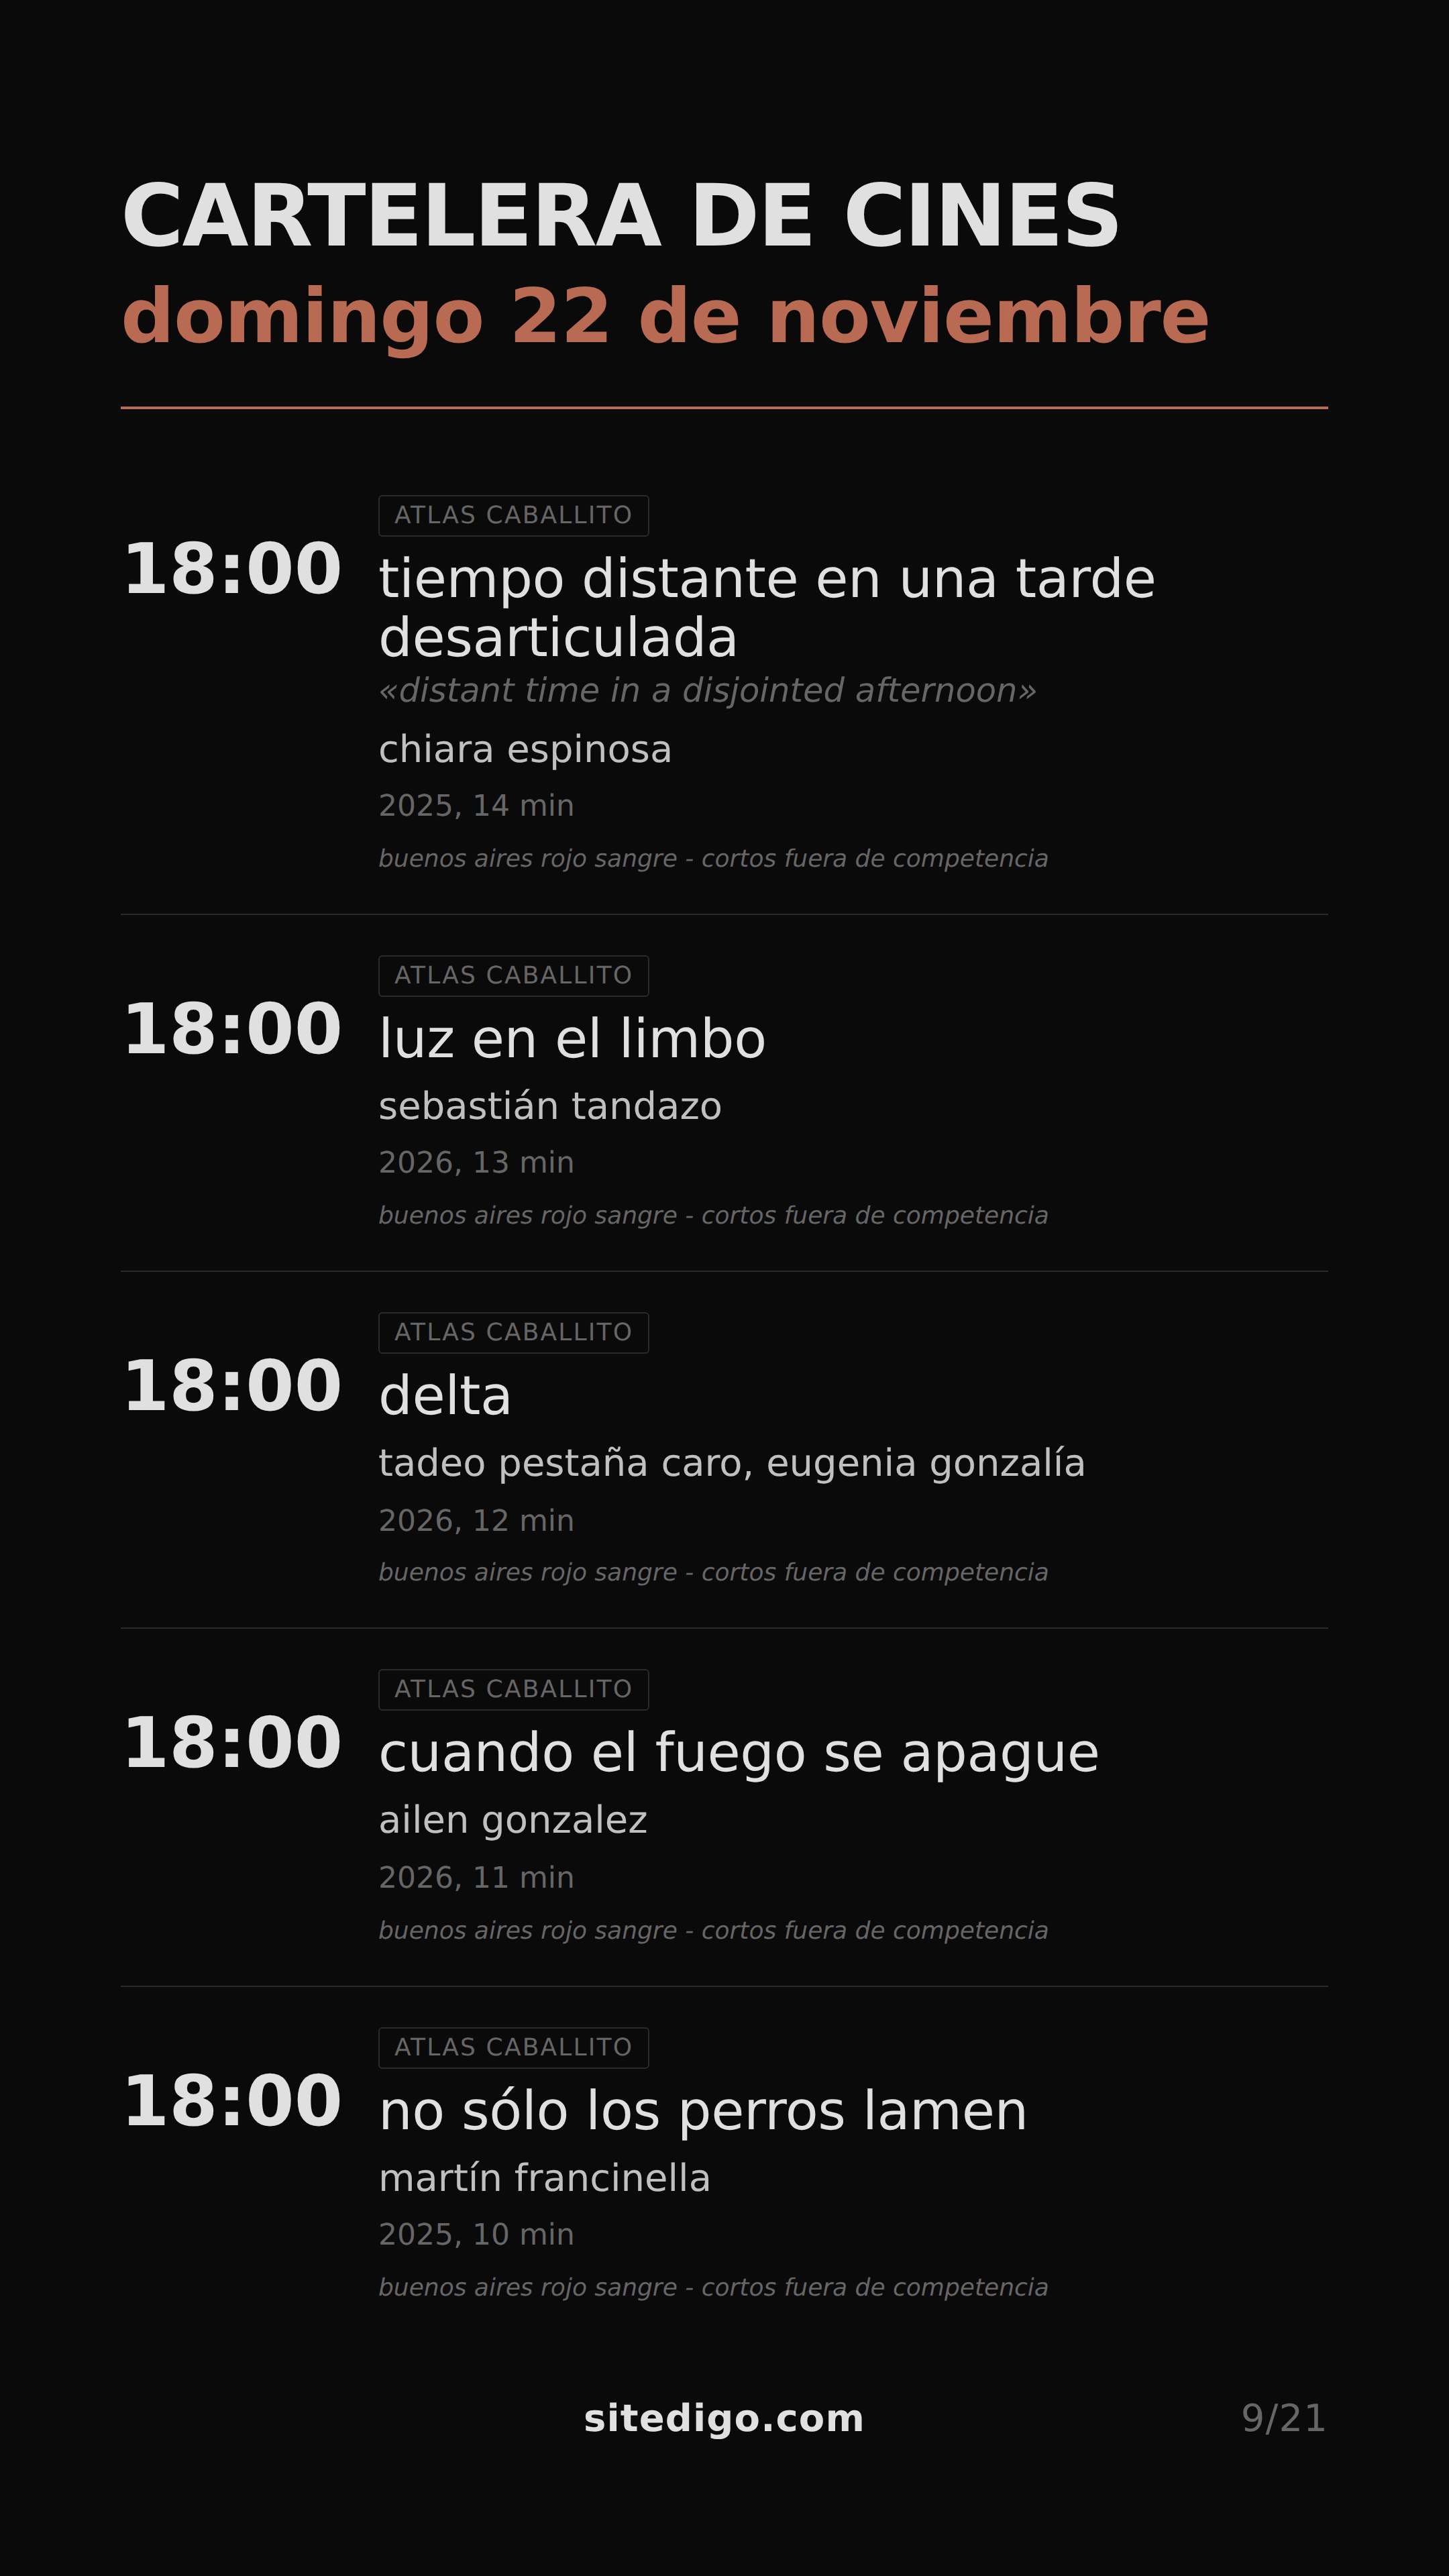 CARTELERA DE CINES
domingo 22 de noviembre
ATLAS CABALLITO
18:00
tiempo distante en una tarde
desarticulada
«distant time in a disjointed afternoon»
chiara espinosa
2025, 14 min
buenos aires rojo sangre - cortos fuera de competencia
ATLAS CABALLITO
18:00
luz en el limbo
sebastián tandazo
2026, 13 min
buenos aires rojo sangre - cortos fuera de competencia
ATLAS CABALLITO
18:00
delta
tadeo pestaña caro, eugenia gonzalía
2026, 12 min
buenos aires rojo sangre - cortos fuera de competencia
ATLAS CABALLITO
18:00
cuando el fuego se apague
ailen gonzalez
2026, 11 min
buenos aires rojo sangre - cortos fuera de competencia
ATLAS CABALLITO
18:00
no sólo los perros lamen
martín francinella
2025, 10 min
buenos aires rojo sangre - cortos fuera de competencia
sitedigo.com
9/21